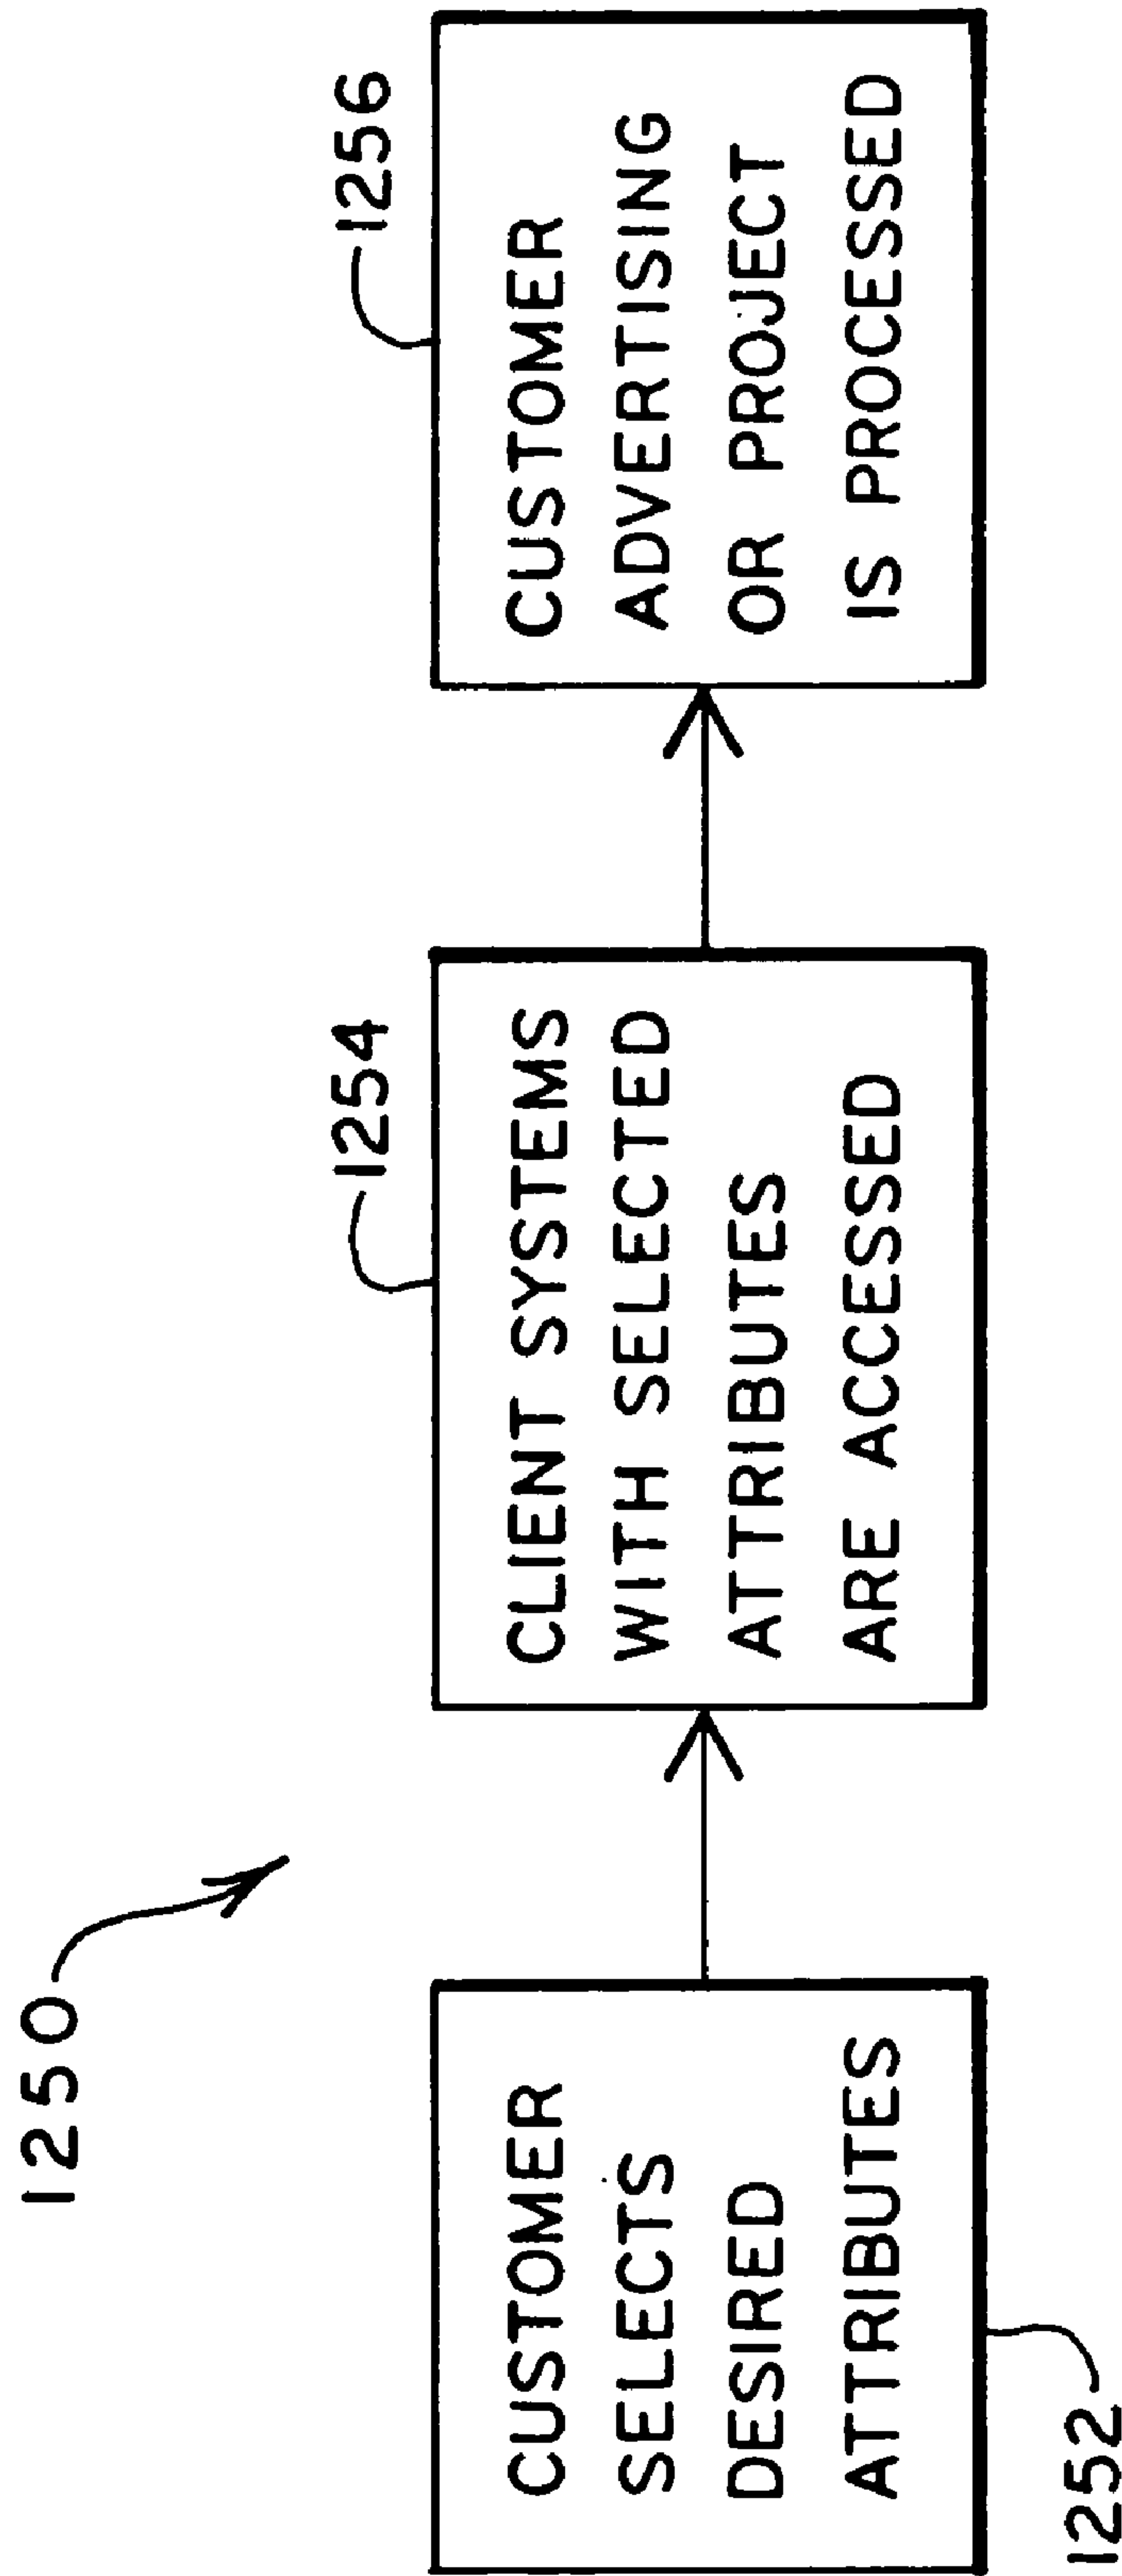 1250
CUSTOMER
SELECTS
DESIRED
ATTRIBUTES
1252
CLIENT SYSTEMS
WITH SELECTED
ATTRIBUTES
ARE ACCESSED
1254
CUSTOMER
ADVERTISING
OR PROJECT
IS PROCESSED
1256